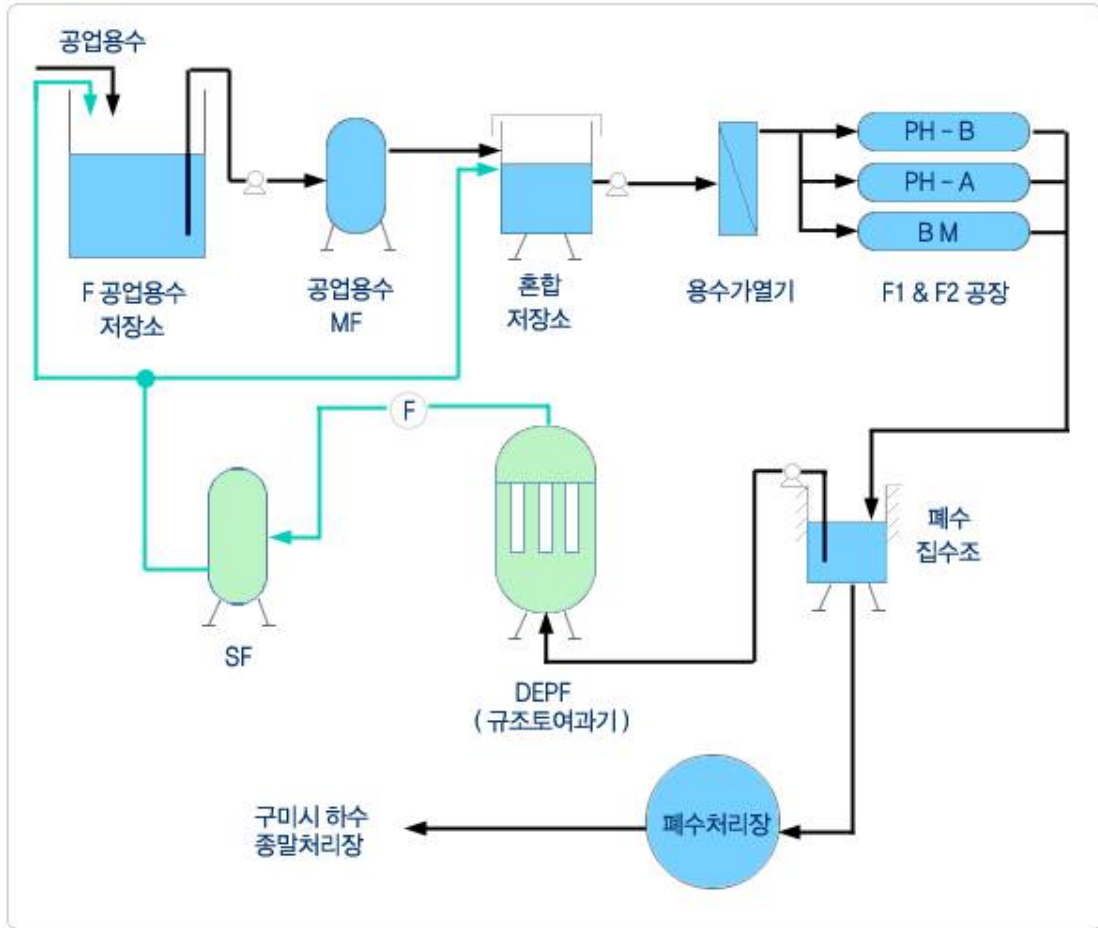 공업용수
F 공업용수
저장소
공업용수
MF
혼합
저장소
용수가열기
PH - B
PH - A
B M
F1 & F2 공장
F
SF
DEPF
( 규조토여과기 )
폐수
집수조
폐수처리장
구미시 하수
종말처리장